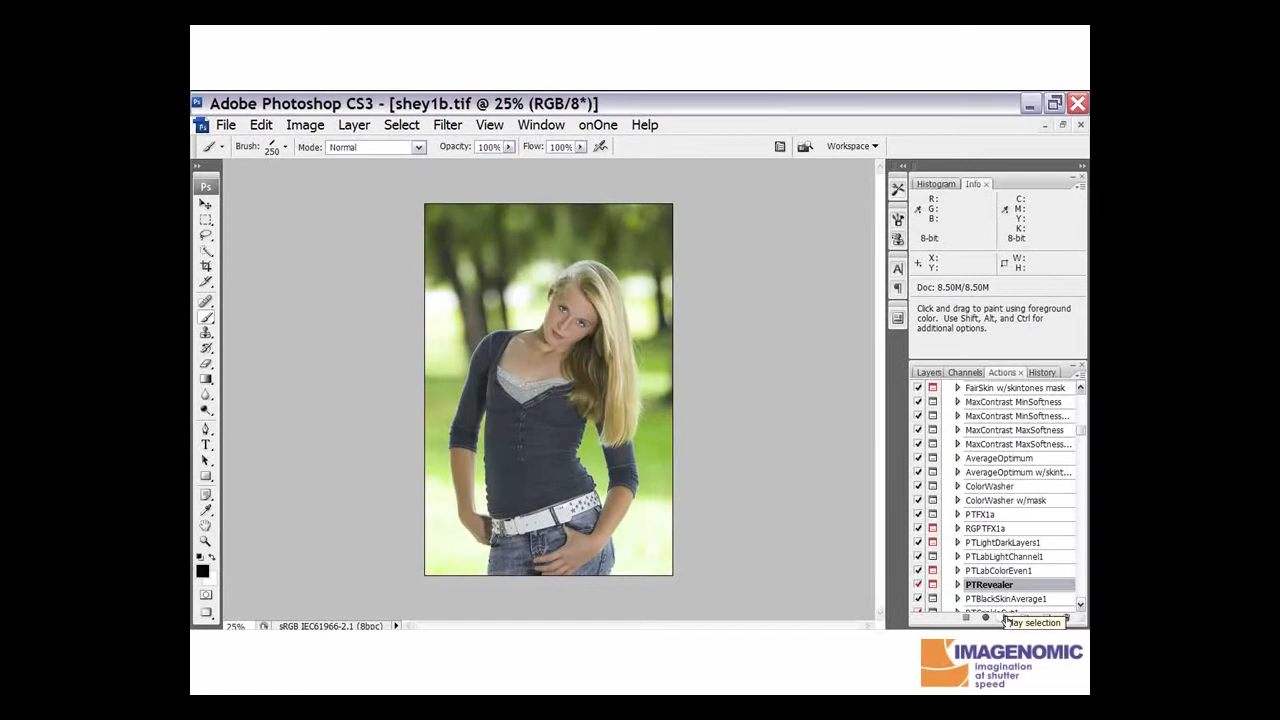 Adobe Photoshop CS3 - [shey1b.tif @ 25% (RGB/8*)]
File Edit Image Layer Select Filter View Window onOne Help
Brush: 250 Mode: Normal Opacity: 100% Flow: 100% Workspace
Ps
Histogram Info ×
R: C:
G: M:
B: Y:
K:
8-bit 8-bit
X: W:
Y: H:
Doc: 8.50M/8.50M
Click and drag to paint using foreground
color. Use Shift, Alt, and Ctrl for
additional options.
Layers Channels Actions × History
FairSkin w/skintones mask
MaxContrast MinSoftness
MaxContrast MinSoftness...
MaxContrast MaxSoftness
MaxContrast MaxSoftness...
AverageOptimum
AverageOptimum w/skint...
ColorWasher
ColorWasher w/mask
PTFX1a
RGPTFX1a
PTLightDarkLayers1
PTLabLightChannel1
PTLabColorEven1
PTRevealer
PTBlackSkinAverage1
lay selection
25% sRGB IEC61966-2.1 (8bpc)
IMAGENOMIC
imagination
at shutter
speed